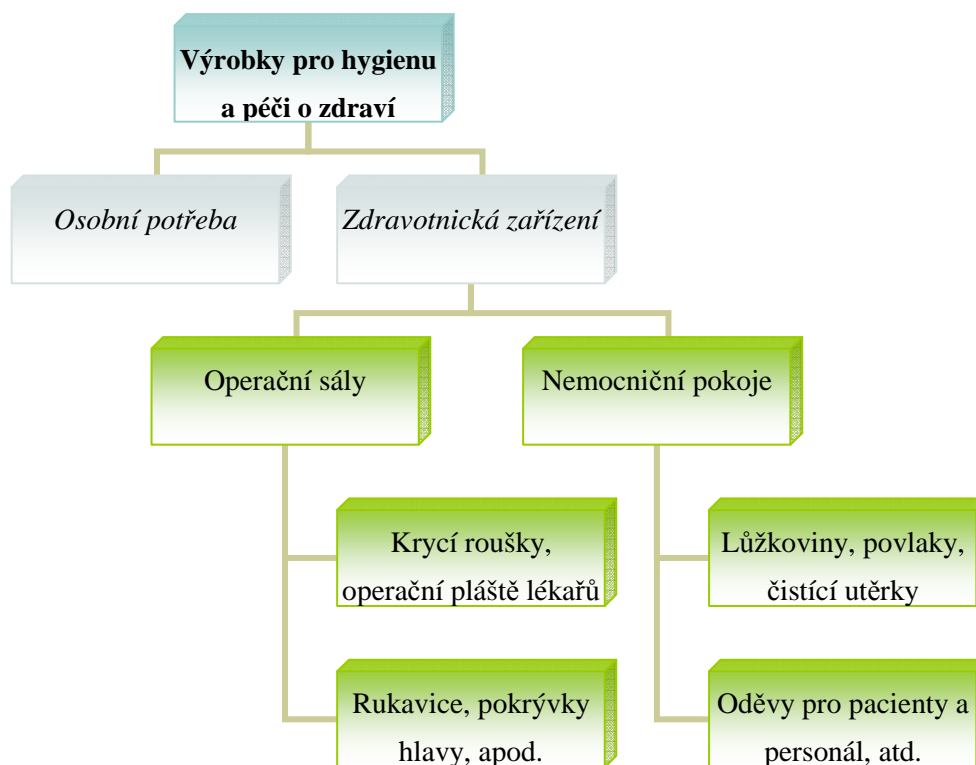 Výrobky pro hygienu
a péči o zdraví
Osobní potřeba
Zdravotnická zařízení
Operační sály
Nemocniční pokoje
Krycí roušky,
operační pláště lékařů
Lůžkoviny, povlaky,
čistící utěrky
Rukavice, pokrývky
hlavy, apod.
Oděvy pro pacienty a
personál, atd.